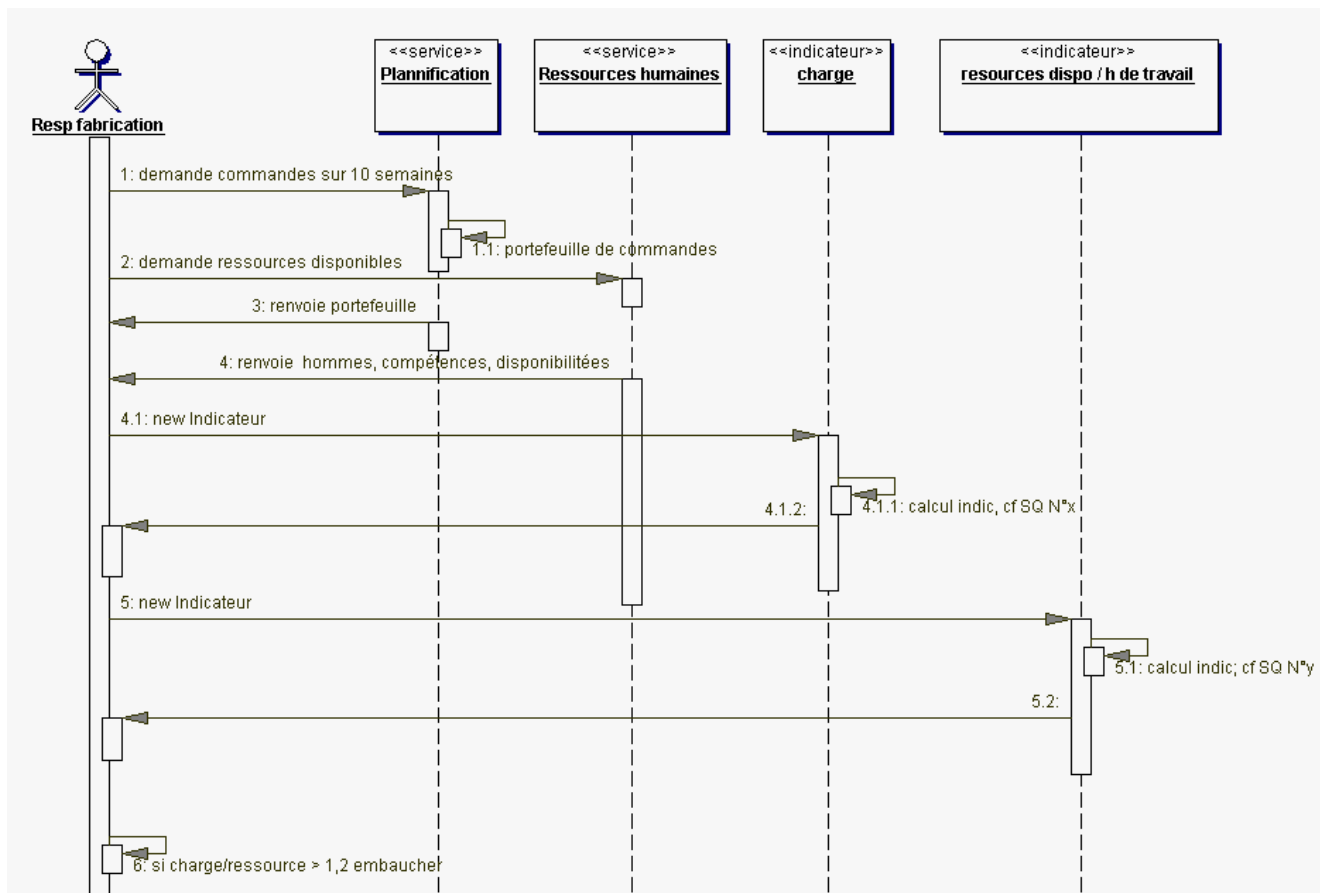 <<service>>
Plannification
<<service>>
Ressources humaines
<<indicateur>>
charge
<<indicateur>>
resources dispo / h de travail
Resp fabrication
1: demande commandes sur 10 semaines
1.1: portefeuille de commandes
2: demande ressources disponibles
3: renvoie portefeuille
4: renvoie hommes, compétences, disponibilitées
4.1: new Indicateur
4.1.1: calcul indic, cf SQ N°x
4.1.2:
5: new Indicateur
5.1: calcul indic; cf SQ N°y
5.2:
6: si charge/ressource > 1,2 embaucher